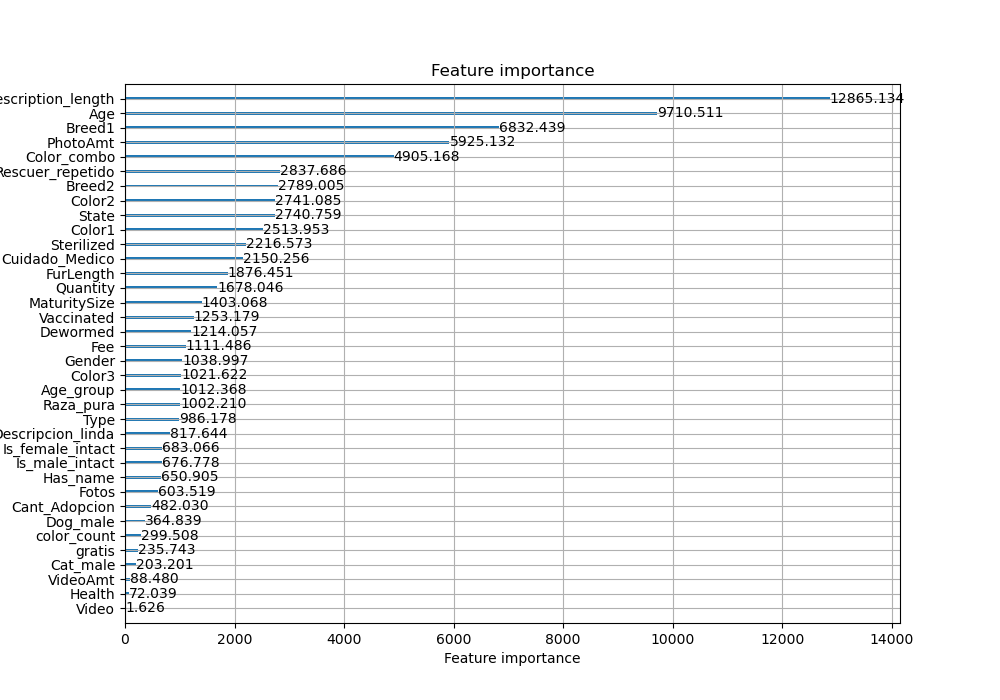 Feature importance
escription_length 12865.134
Age 9710.511
Breed1 6832.439
PhotoAmt 5925.132
Color_combo 4905.168
Rescuer_repetido 2837.686
Breed2 2789.005
Color2 2741.085
State 2740.759
Color1 2513.953
Sterilized 2216.573
Cuidado_Medico 2150.256
FurLength 1876.451
Quantity 1678.046
MaturitySize 1403.068
Vaccinated 1253.179
Dewormed 1214.057
Fee 1111.486
Gender 1038.997
Color3 1021.622
Age_group 1012.368
Raza_pura 1002.210
Type 986.178
Descripcion_linda 817.644
Is_female_intact 683.066
Is_male_intact 676.778
Has_name 650.905
Fotos 603.519
Cant_Adopcion 482.030
Dog_male 364.839
color_count 299.508
gratis 235.743
Cat_male 203.201
VideoAmt 88.480
Health 72.039
Video 1.626
0 2000 4000 6000 8000 10000 12000 14000
Feature importance